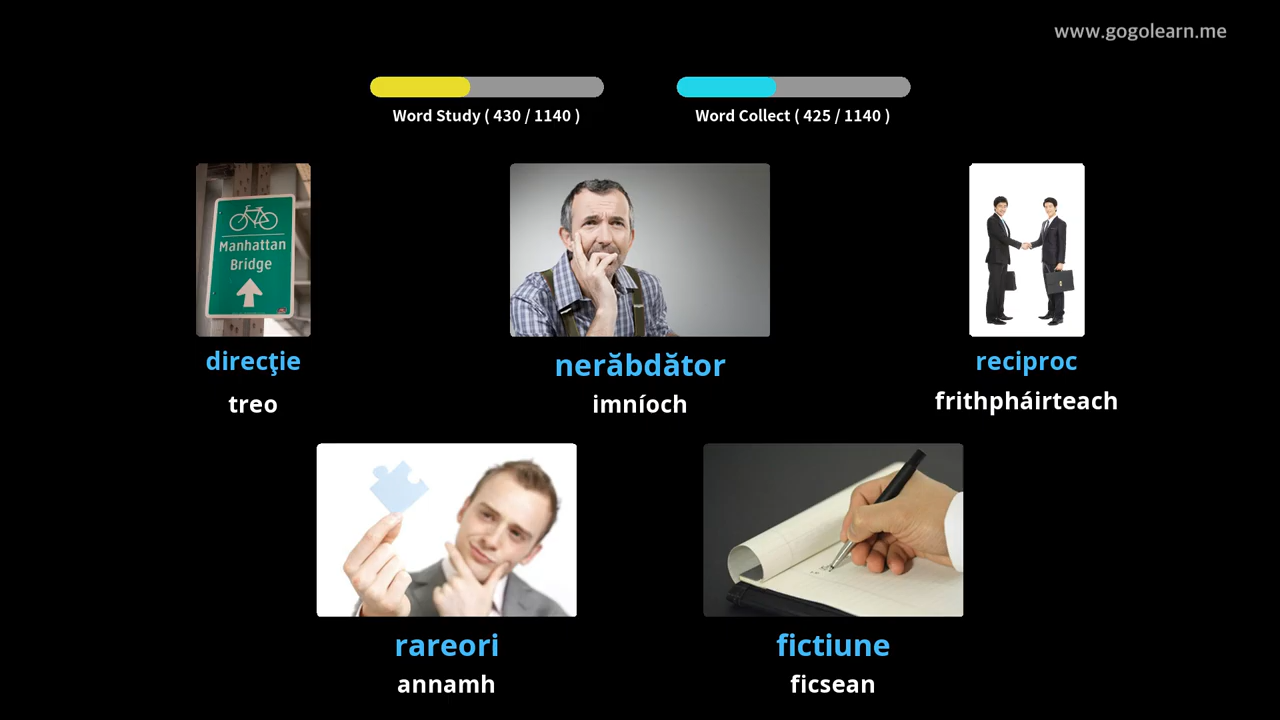 www.gogolearn.me
Word Study ( 430 / 1140 )
Word Collect ( 425 / 1140 )
Manhattan
Bridge
direcţie
treo
nerăbdător
imníoch
reciproc
frithpháirteach
rareori
annamh
fictiune
ficsean